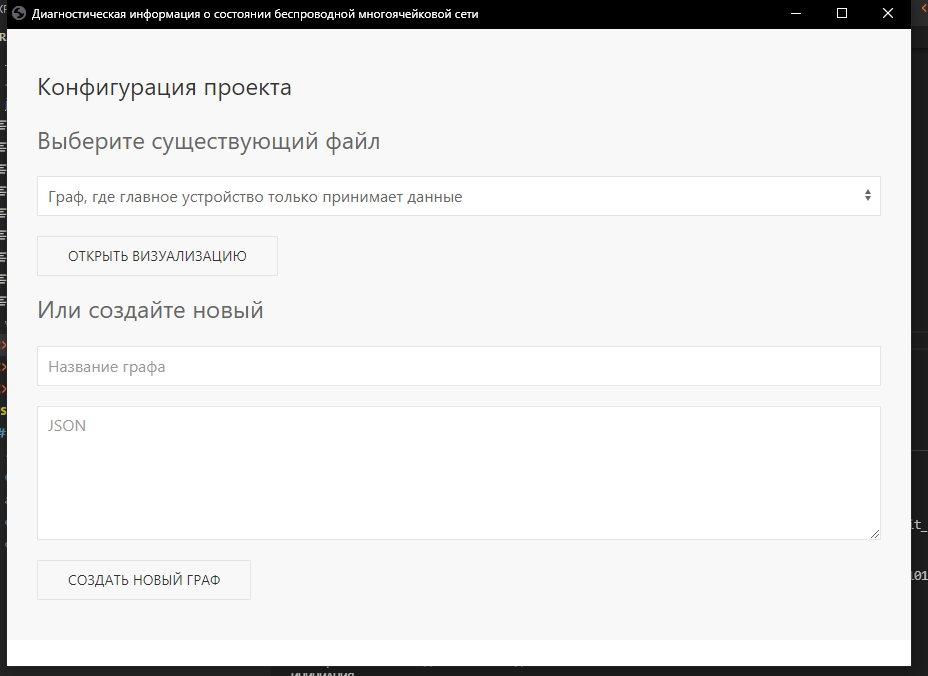 Диагностическая информация о состоянии беспроводной многоячейковой сети
Конфигурация проекта
Выберите существующий файл
Граф, где главное устройство только принимает данные
ОТКРЫТЬ ВИЗУАЛИЗАЦИЮ
Или создайте новый
Название графа
JSON
СОЗДАТЬ НОВЫЙ ГРАФ